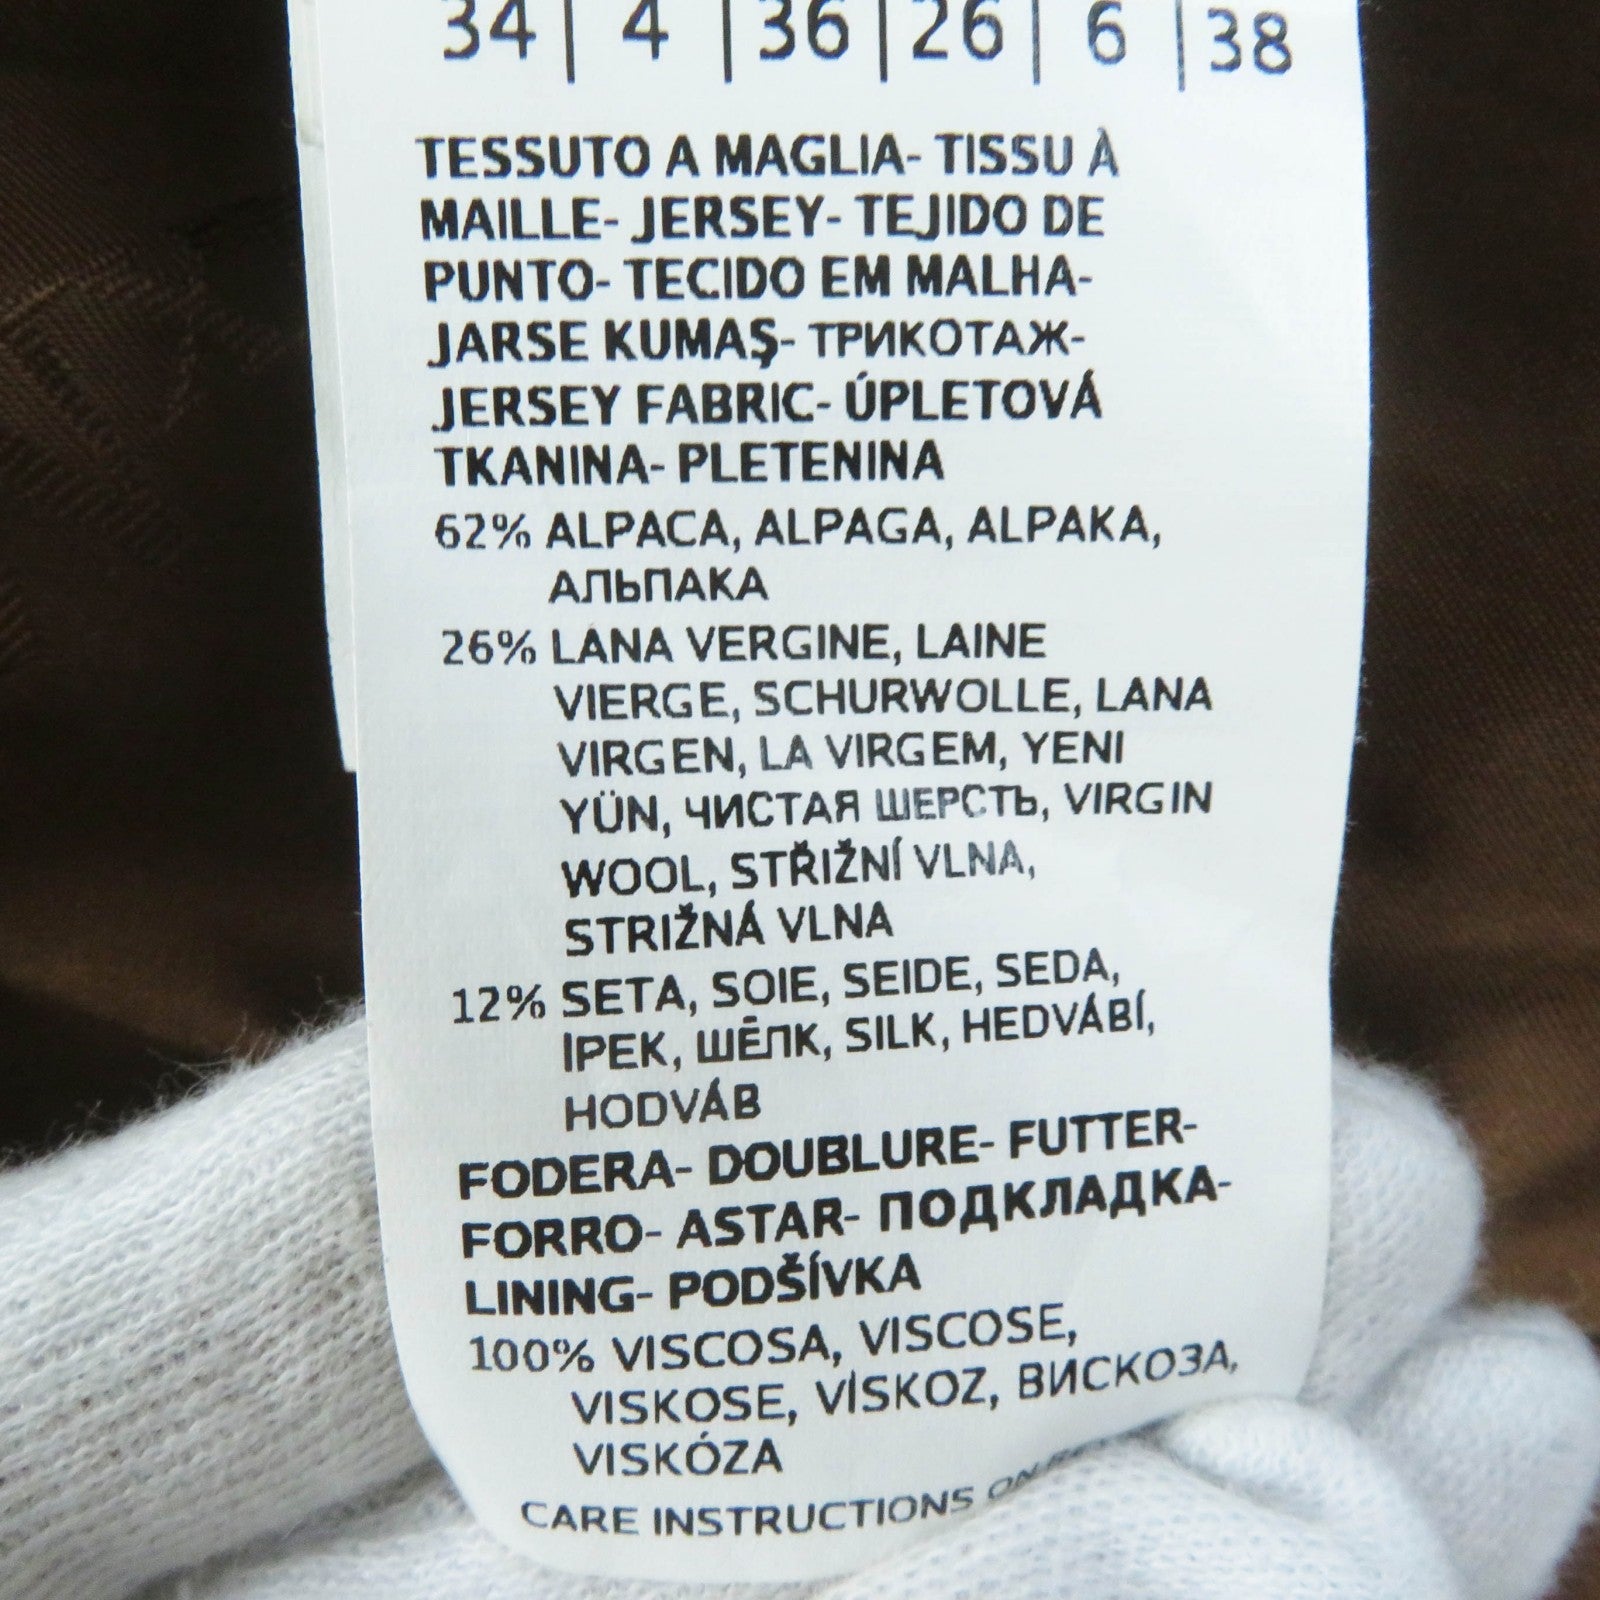 34 | 4 | 36 | 26 | 6 | 38
TESSUTO A MAGLIA- TISSU À
MAILLE- JERSEY- TEJIDO DE
PUNTO- TECIDO EM MALHA-
JARSE KUMAŞ- ТРИКОТАЖ-
JERSEY FABRIC- ÚPLETOVÁ
TKANINA- PLETENINA
62% ALPACA, ALPAGA, ALPAKA,
АЛЬПАКА
26% LANA VERGINE, LAINE
VIERGE, SCHURWOLLE, LANA
VIRGEN, LA VIRGEM, YENI
YÜN, ЧИСТАЯ ШЕРСТЬ, VIRGIN
WOOL, STŘIŽNÍ VLNA,
STRIŽNÁ VLNA
12% SETA, SOIE, SEIDE, SEDA,
İPEK, ШЁЛК, SILK, HEDVÁBÍ,
HODVÁB
FODERA- DOUBLURE- FUTTER-
FORRO- ASTAR- ПОДКЛАДКА-
LINING- PODŠÍVKA
100% VISCOSA, VISCOSE,
VISKOSE, VİSKOZ, ВИСКОЗА,
VISKÓZA
CARE INSTRUCTIONS ON